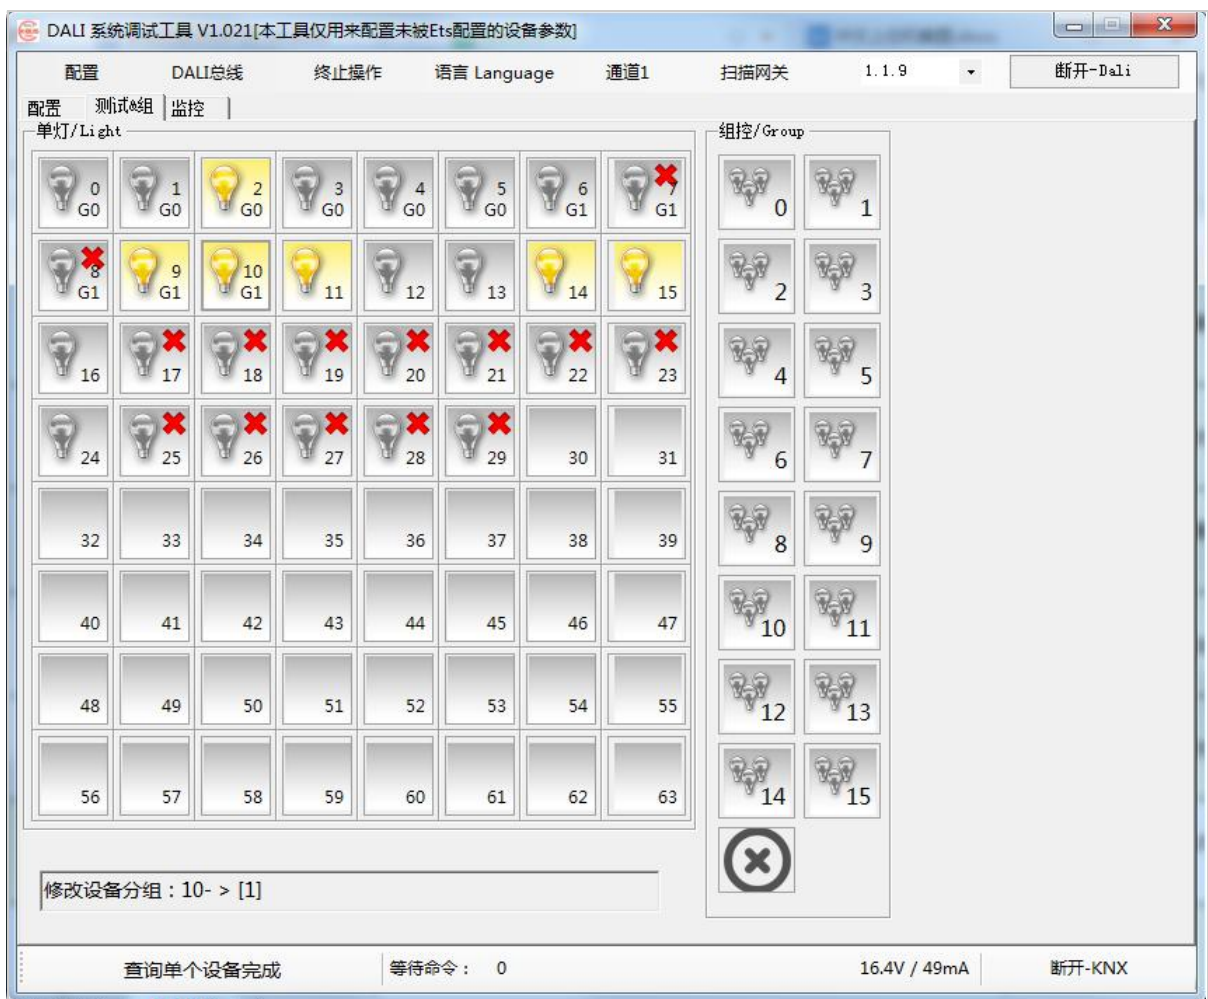 DALI 系统调试工具 V1.021[本工具仅用来配置未被Ets配置的设备参数]
配置 DALI总线 终止操作 语言 Language 通道1 扫描网关 1.1.9 断开-Dali
配置 测试&组 监控
单灯/Light 组控/Group
0 1 2 3 4 5 6 7 0 1
G0 G0 G0 G0 G0 G0 G1 G1
8 9 10 11 12 13 14 15 2 3
G1 G1 G1
16 17 18 19 20 21 22 23 4 5
24 25 26 27 28 29 30 31 6 7
32 33 34 35 36 37 38 39 8 9
40 41 42 43 44 45 46 47 10 11
48 49 50 51 52 53 54 55 12 13
56 57 58 59 60 61 62 63 14 15
修改设备分组：10- > [1]
查询单个设备完成 等待命令： 0 16.4V / 49mA 断开-KNX